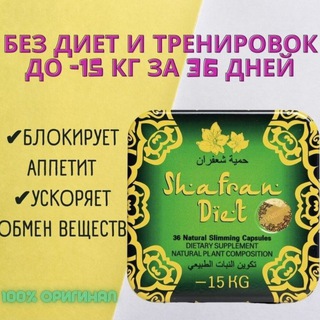 БЕЗ ДИЕТ И ТРЕНИРОВОК
ДО -15 КГ ЗА 36 ДНЕЙ
✔БЛОКИРУЕТ
АППЕТИТ
✔УСКОРЯЕТ
ОБМЕН ВЕЩЕСТВ
100% ОРИГИНАЛ
حمية شعفران
Shafran
Diet
36 Natural Slimming Capsules
DIETARY SUPPLEMENT
NATURAL PLANT COMPOSITION
تكوين النبات الطبيعي
–15 KG